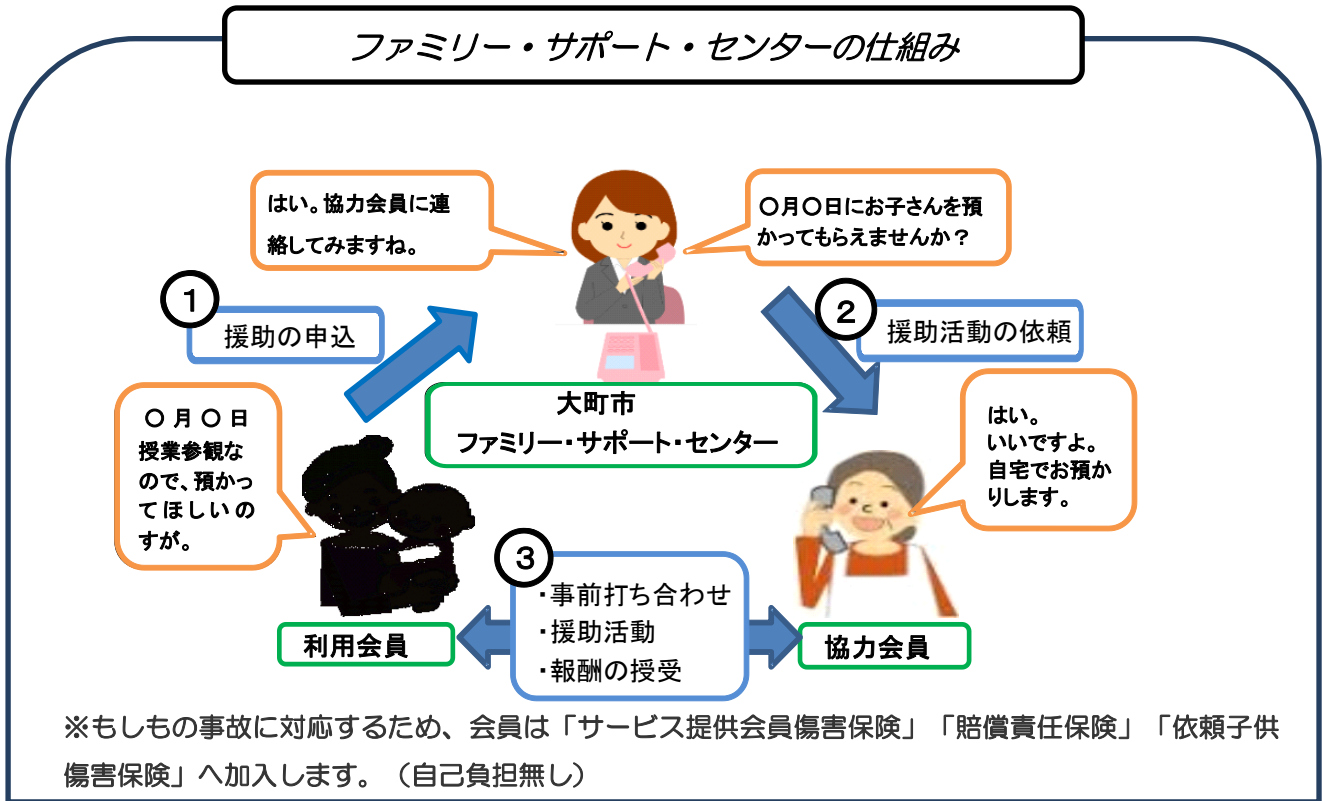 ファミリー・サポート・センターの仕組み
はい。協力会員に連
絡してみますね。
〇月〇日にお子さんを預
かってもらえませんか？
①
援助の申込
②
援助活動の依頼
大町市
ファミリー・サポート・センター
〇月〇日
授業参観な
ので、預かっ
てほしいの
すが。
はい。
いいですよ。
自宅でお預か
りします。
③
・事前打ち合わせ
・援助活動
・報酬の授受
利用会員
協力会員
※もしもの事故に対応するため、会員は「サービス提供会員傷害保険」「賠償責任保険」「依頼子供
傷害保険」へ加入します。（自己負担無し）